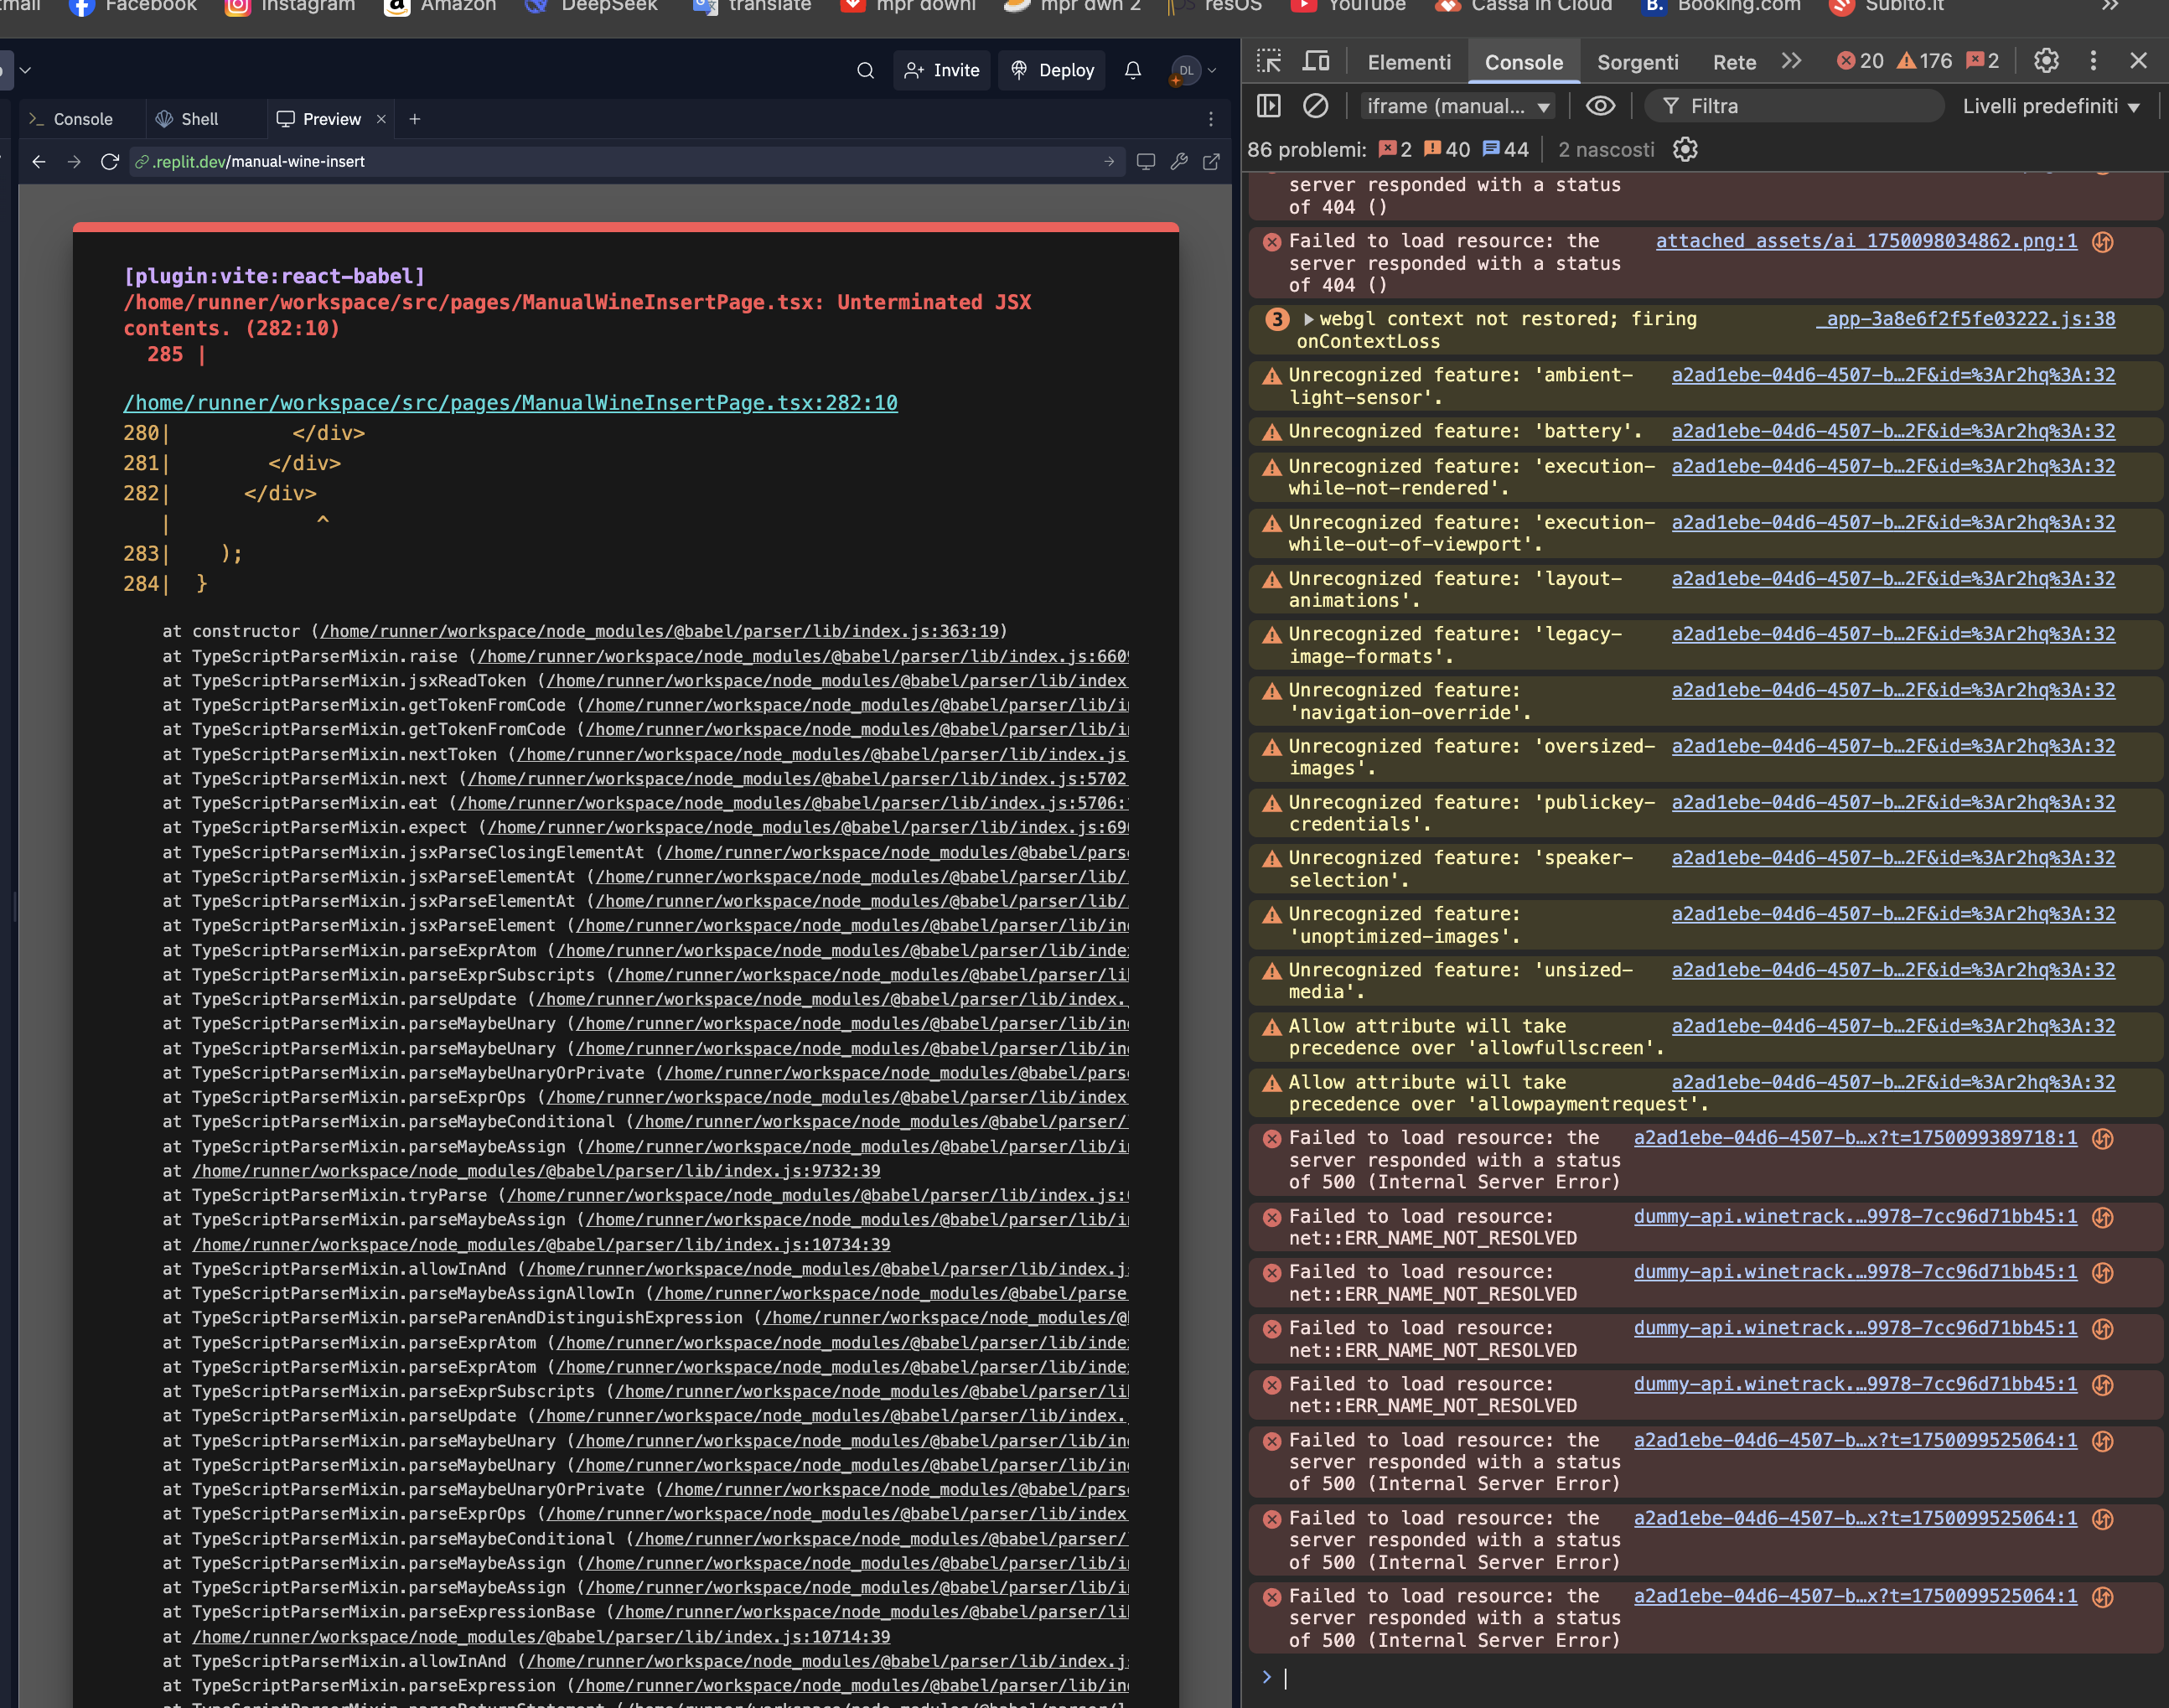 Facebook
Instagram
Amazon
DeepSeek
translate
mpr downl
mpr dwn 2
resOS
YouTube
Cassa in Cloud
B. Booking.com
Subito.it
Invite
Deploy
DL
Console
Shell
Preview
.replit.dev/manual-wine-insert
[plugin:vite:react-babel]
/home/runner/workspace/src/pages/ManualWineInsertPage.tsx: Unterminated JSX
contents. (282:10)
285 |
/home/runner/workspace/src/pages/ManualWineInsertPage.tsx:282:10
280|          </div>
281|        </div>
282|      </div>
|            ^
283|    );
284|  }
at constructor (/home/runner/workspace/node_modules/@babel/parser/lib/index.js:363:19)
at TypeScriptParserMixin.raise (/home/runner/workspace/node_modules/@babel/parser/lib/index.js:6609
at TypeScriptParserMixin.jsxReadToken (/home/runner/workspace/node_modules/@babel/parser/lib/index
at TypeScriptParserMixin.getTokenFromCode (/home/runner/workspace/node_modules/@babel/parser/lib/i
at TypeScriptParserMixin.getTokenFromCode (/home/runner/workspace/node_modules/@babel/parser/lib/i
at TypeScriptParserMixin.nextToken (/home/runner/workspace/node_modules/@babel/parser/lib/index.js
at TypeScriptParserMixin.next (/home/runner/workspace/node_modules/@babel/parser/lib/index.js:5702
at TypeScriptParserMixin.eat (/home/runner/workspace/node_modules/@babel/parser/lib/index.js:5706:
at TypeScriptParserMixin.expect (/home/runner/workspace/node_modules/@babel/parser/lib/index.js:69
at TypeScriptParserMixin.jsxParseClosingElementAt (/home/runner/workspace/node_modules/@babel/pars
at TypeScriptParserMixin.jsxParseElementAt (/home/runner/workspace/node_modules/@babel/parser/lib/
at TypeScriptParserMixin.jsxParseElementAt (/home/runner/workspace/node_modules/@babel/parser/lib/
at TypeScriptParserMixin.jsxParseElement (/home/runner/workspace/node_modules/@babel/parser/lib/in
at TypeScriptParserMixin.parseExprAtom (/home/runner/workspace/node_modules/@babel/parser/lib/inde
at TypeScriptParserMixin.parseExprSubscripts (/home/runner/workspace/node_modules/@babel/parser/li
at TypeScriptParserMixin.parseUpdate (/home/runner/workspace/node_modules/@babel/parser/lib/index.
at TypeScriptParserMixin.parseMaybeUnary (/home/runner/workspace/node_modules/@babel/parser/lib/in
at TypeScriptParserMixin.parseMaybeUnary (/home/runner/workspace/node_modules/@babel/parser/lib/in
at TypeScriptParserMixin.parseMaybeUnaryOrPrivate (/home/runner/workspace/node_modules/@babel/pars
at TypeScriptParserMixin.parseExprOps (/home/runner/workspace/node_modules/@babel/parser/lib/index
at TypeScriptParserMixin.parseMaybeConditional (/home/runner/workspace/node_modules/@babel/parser/
at TypeScriptParserMixin.parseMaybeAssign (/home/runner/workspace/node_modules/@babel/parser/lib/i
at /home/runner/workspace/node_modules/@babel/parser/lib/index.js:9732:39
at TypeScriptParserMixin.tryParse (/home/runner/workspace/node_modules/@babel/parser/lib/index.js:
at TypeScriptParserMixin.parseMaybeAssign (/home/runner/workspace/node_modules/@babel/parser/lib/i
at /home/runner/workspace/node_modules/@babel/parser/lib/index.js:10734:39
at TypeScriptParserMixin.allowInAnd (/home/runner/workspace/node_modules/@babel/parser/lib/index.j
at TypeScriptParserMixin.parseMaybeAssignAllowIn (/home/runner/workspace/node_modules/@babel/parse
at TypeScriptParserMixin.parseParenAndDistinguishExpression (/home/runner/workspace/node_modules/@
at TypeScriptParserMixin.parseExprAtom (/home/runner/workspace/node_modules/@babel/parser/lib/inde
at TypeScriptParserMixin.parseExprAtom (/home/runner/workspace/node_modules/@babel/parser/lib/inde
at TypeScriptParserMixin.parseExprSubscripts (/home/runner/workspace/node_modules/@babel/parser/li
at TypeScriptParserMixin.parseUpdate (/home/runner/workspace/node_modules/@babel/parser/lib/index.
at TypeScriptParserMixin.parseMaybeUnary (/home/runner/workspace/node_modules/@babel/parser/lib/in
at TypeScriptParserMixin.parseMaybeUnary (/home/runner/workspace/node_modules/@babel/parser/lib/in
at TypeScriptParserMixin.parseMaybeUnaryOrPrivate (/home/runner/workspace/node_modules/@babel/pars
at TypeScriptParserMixin.parseExprOps (/home/runner/workspace/node_modules/@babel/parser/lib/index
at TypeScriptParserMixin.parseMaybeConditional (/home/runner/workspace/node_modules/@babel/parser/
at TypeScriptParserMixin.parseMaybeAssign (/home/runner/workspace/node_modules/@babel/parser/lib/i
at TypeScriptParserMixin.parseMaybeAssign (/home/runner/workspace/node_modules/@babel/parser/lib/i
at TypeScriptParserMixin.parseExpressionBase (/home/runner/workspace/node_modules/@babel/parser/li
at /home/runner/workspace/node_modules/@babel/parser/lib/index.js:10714:39
at TypeScriptParserMixin.allowInAnd (/home/runner/workspace/node_modules/@babel/parser/lib/index.j
at TypeScriptParserMixin.parseExpression (/home/runner/workspace/node_modules/@babel/parser/lib/in
Elementi
Console
Sorgenti
Rete
20
176
2
iframe (manual...
Filtra
Livelli predefiniti
86 problemi: 2 40 44
2 nascosti
server responded with a status
of 404 ()
Failed to load resource: the attached_assets/ai_1750098034862.png:1
server responded with a status
of 404 ()
3 webgl context not restored; firing _app-3a8e6f2f5fe03222.js:38
onContextLoss
Unrecognized feature: 'ambient- a2ad1ebe-04d6-4507-b…2F&id=%3Ar2hq%3A:32
light-sensor'.
Unrecognized feature: 'battery'. a2ad1ebe-04d6-4507-b…2F&id=%3Ar2hq%3A:32
Unrecognized feature: 'execution- a2ad1ebe-04d6-4507-b…2F&id=%3Ar2hq%3A:32
while-not-rendered'.
Unrecognized feature: 'execution- a2ad1ebe-04d6-4507-b…2F&id=%3Ar2hq%3A:32
while-out-of-viewport'.
Unrecognized feature: 'layout- a2ad1ebe-04d6-4507-b…2F&id=%3Ar2hq%3A:32
animations'.
Unrecognized feature: 'legacy- a2ad1ebe-04d6-4507-b…2F&id=%3Ar2hq%3A:32
image-formats'.
Unrecognized feature: a2ad1ebe-04d6-4507-b…2F&id=%3Ar2hq%3A:32
'navigation-override'.
Unrecognized feature: 'oversized- a2ad1ebe-04d6-4507-b…2F&id=%3Ar2hq%3A:32
images'.
Unrecognized feature: 'publickey- a2ad1ebe-04d6-4507-b…2F&id=%3Ar2hq%3A:32
credentials'.
Unrecognized feature: 'speaker- a2ad1ebe-04d6-4507-b…2F&id=%3Ar2hq%3A:32
selection'.
Unrecognized feature: a2ad1ebe-04d6-4507-b…2F&id=%3Ar2hq%3A:32
'unoptimized-images'.
Unrecognized feature: 'unsized- a2ad1ebe-04d6-4507-b…2F&id=%3Ar2hq%3A:32
media'.
Allow attribute will take a2ad1ebe-04d6-4507-b…2F&id=%3Ar2hq%3A:32
precedence over 'allowfullscreen'.
Allow attribute will take a2ad1ebe-04d6-4507-b…2F&id=%3Ar2hq%3A:32
precedence over 'allowpaymentrequest'.
Failed to load resource: the a2ad1ebe-04d6-4507-b…x?t=1750099389718:1
server responded with a status
of 500 (Internal Server Error)
Failed to load resource: dummy-api.winetrack.…9978-7cc96d71bb45:1
net::ERR_NAME_NOT_RESOLVED
Failed to load resource: dummy-api.winetrack.…9978-7cc96d71bb45:1
net::ERR_NAME_NOT_RESOLVED
Failed to load resource: dummy-api.winetrack.…9978-7cc96d71bb45:1
net::ERR_NAME_NOT_RESOLVED
Failed to load resource: dummy-api.winetrack.…9978-7cc96d71bb45:1
net::ERR_NAME_NOT_RESOLVED
Failed to load resource: the a2ad1ebe-04d6-4507-b…x?t=1750099525064:1
server responded with a status
of 500 (Internal Server Error)
Failed to load resource: the a2ad1ebe-04d6-4507-b…x?t=1750099525064:1
server responded with a status
of 500 (Internal Server Error)
Failed to load resource: the a2ad1ebe-04d6-4507-b…x?t=1750099525064:1
server responded with a status
of 500 (Internal Server Error)